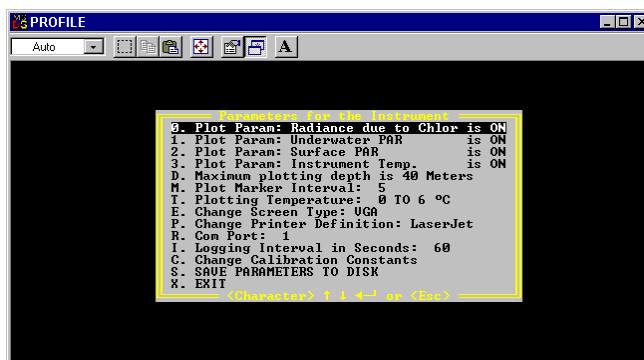 PROFILE
Auto
A
Parameters for the Instrument
0. Plot Param: Radiance due to Chlor is ON
1. Plot Param: Underwater PAR is ON
2. Plot Param: Surface PAR is ON
3. Plot Param: Instrument Temp. is ON
D. Maximum plotting depth is 40 Meters
M. Plot Marker Interval: 5
T. Plotting Temperature: 0 TO 6 ºC
E. Change Screen Type: VGA
P. Change Printer Definition: LaserJet
R. Com Port: 1
I. Logging Interval in Seconds: 60
C. Change Calibration Constants
S. SAVE PARAMETERS TO DISK
X. EXIT
<Character> ↑ ↓ ◄─┘ or <Esc>